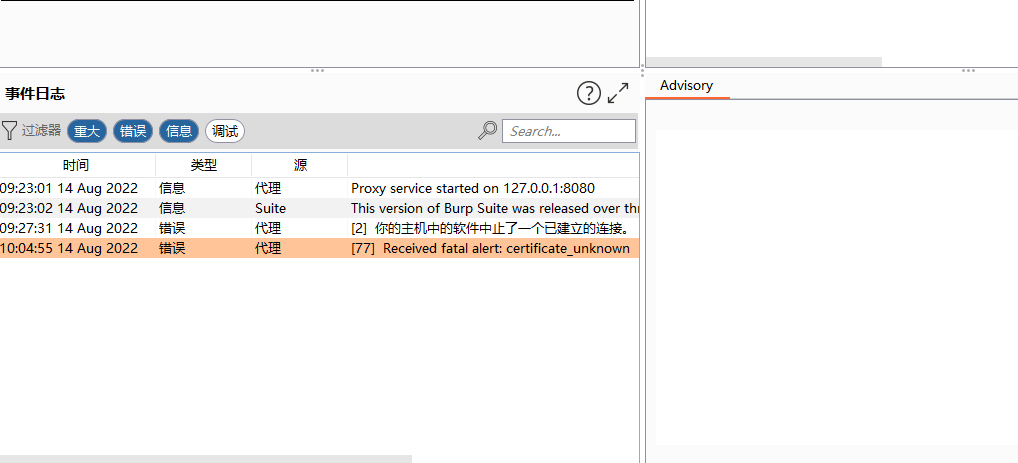 事件日志
?
Advisory
过滤器 重大 错误 信息 调试 Search...
时间 类型 源
09:23:01 14 Aug 2022 信息 代理 Proxy service started on 127.0.0.1:8080
09:23:02 14 Aug 2022 信息 Suite This version of Burp Suite was released over
09:27:31 14 Aug 2022 错误 代理 [2] 你的主机中的软件中止了一个已建立的连接。
10:04:55 14 Aug 2022 错误 代理 [77] Received fatal alert: certificate_unknown